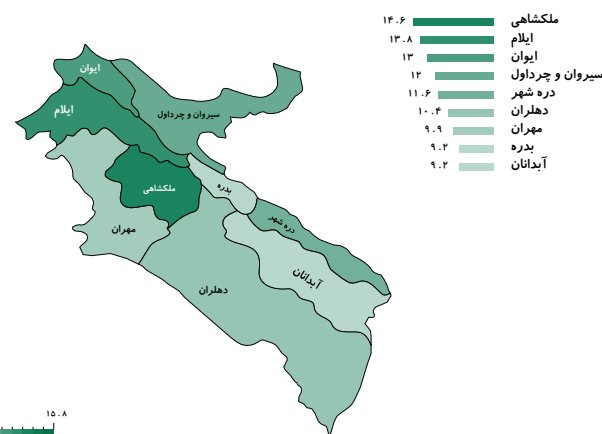 ملکشاهی ۱۴.۶
ایلام ۱۳.۸
ایوان ۱۳
سیروان و چرداول ۱۲
دره شهر ۱۱.۶
دهلران ۱۰.۴
مهران ۹.۹
بدره ۹.۲
آبدانان ۹.۲
ایوان
ایلام
سیروان و چرداول
ملکشاهی
بدره
مهران
دره شهر
آبدانان
دهلران
۱۵.۸